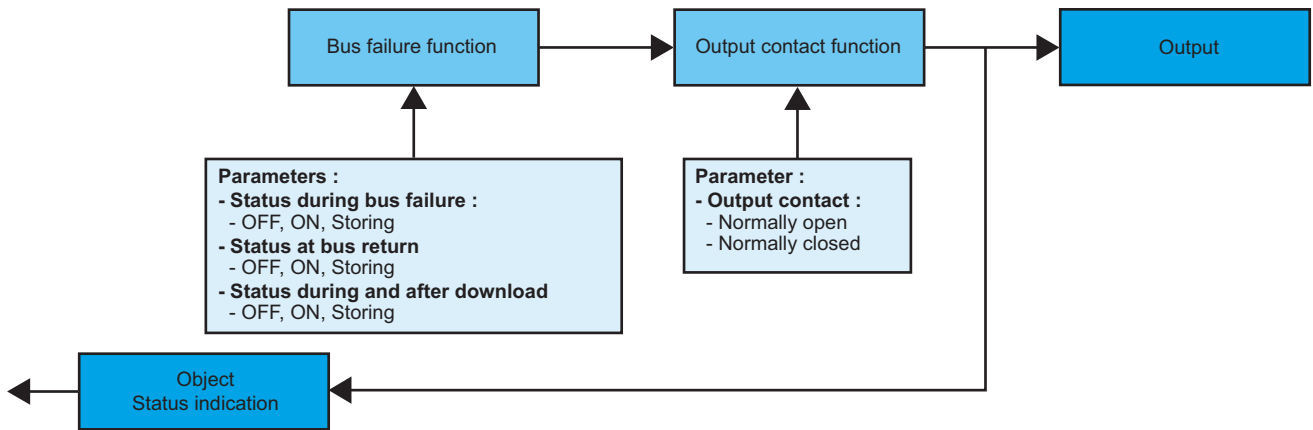 Bus failure function
Output contact function
Output
Parameters :
- Status during bus failure :
- OFF, ON, Storing
- Status at bus return
- OFF, ON, Storing
- Status during and after download
- OFF, ON, Storing
Parameter :
- Output contact :
- Normally open
- Normally closed
Object
Status indication